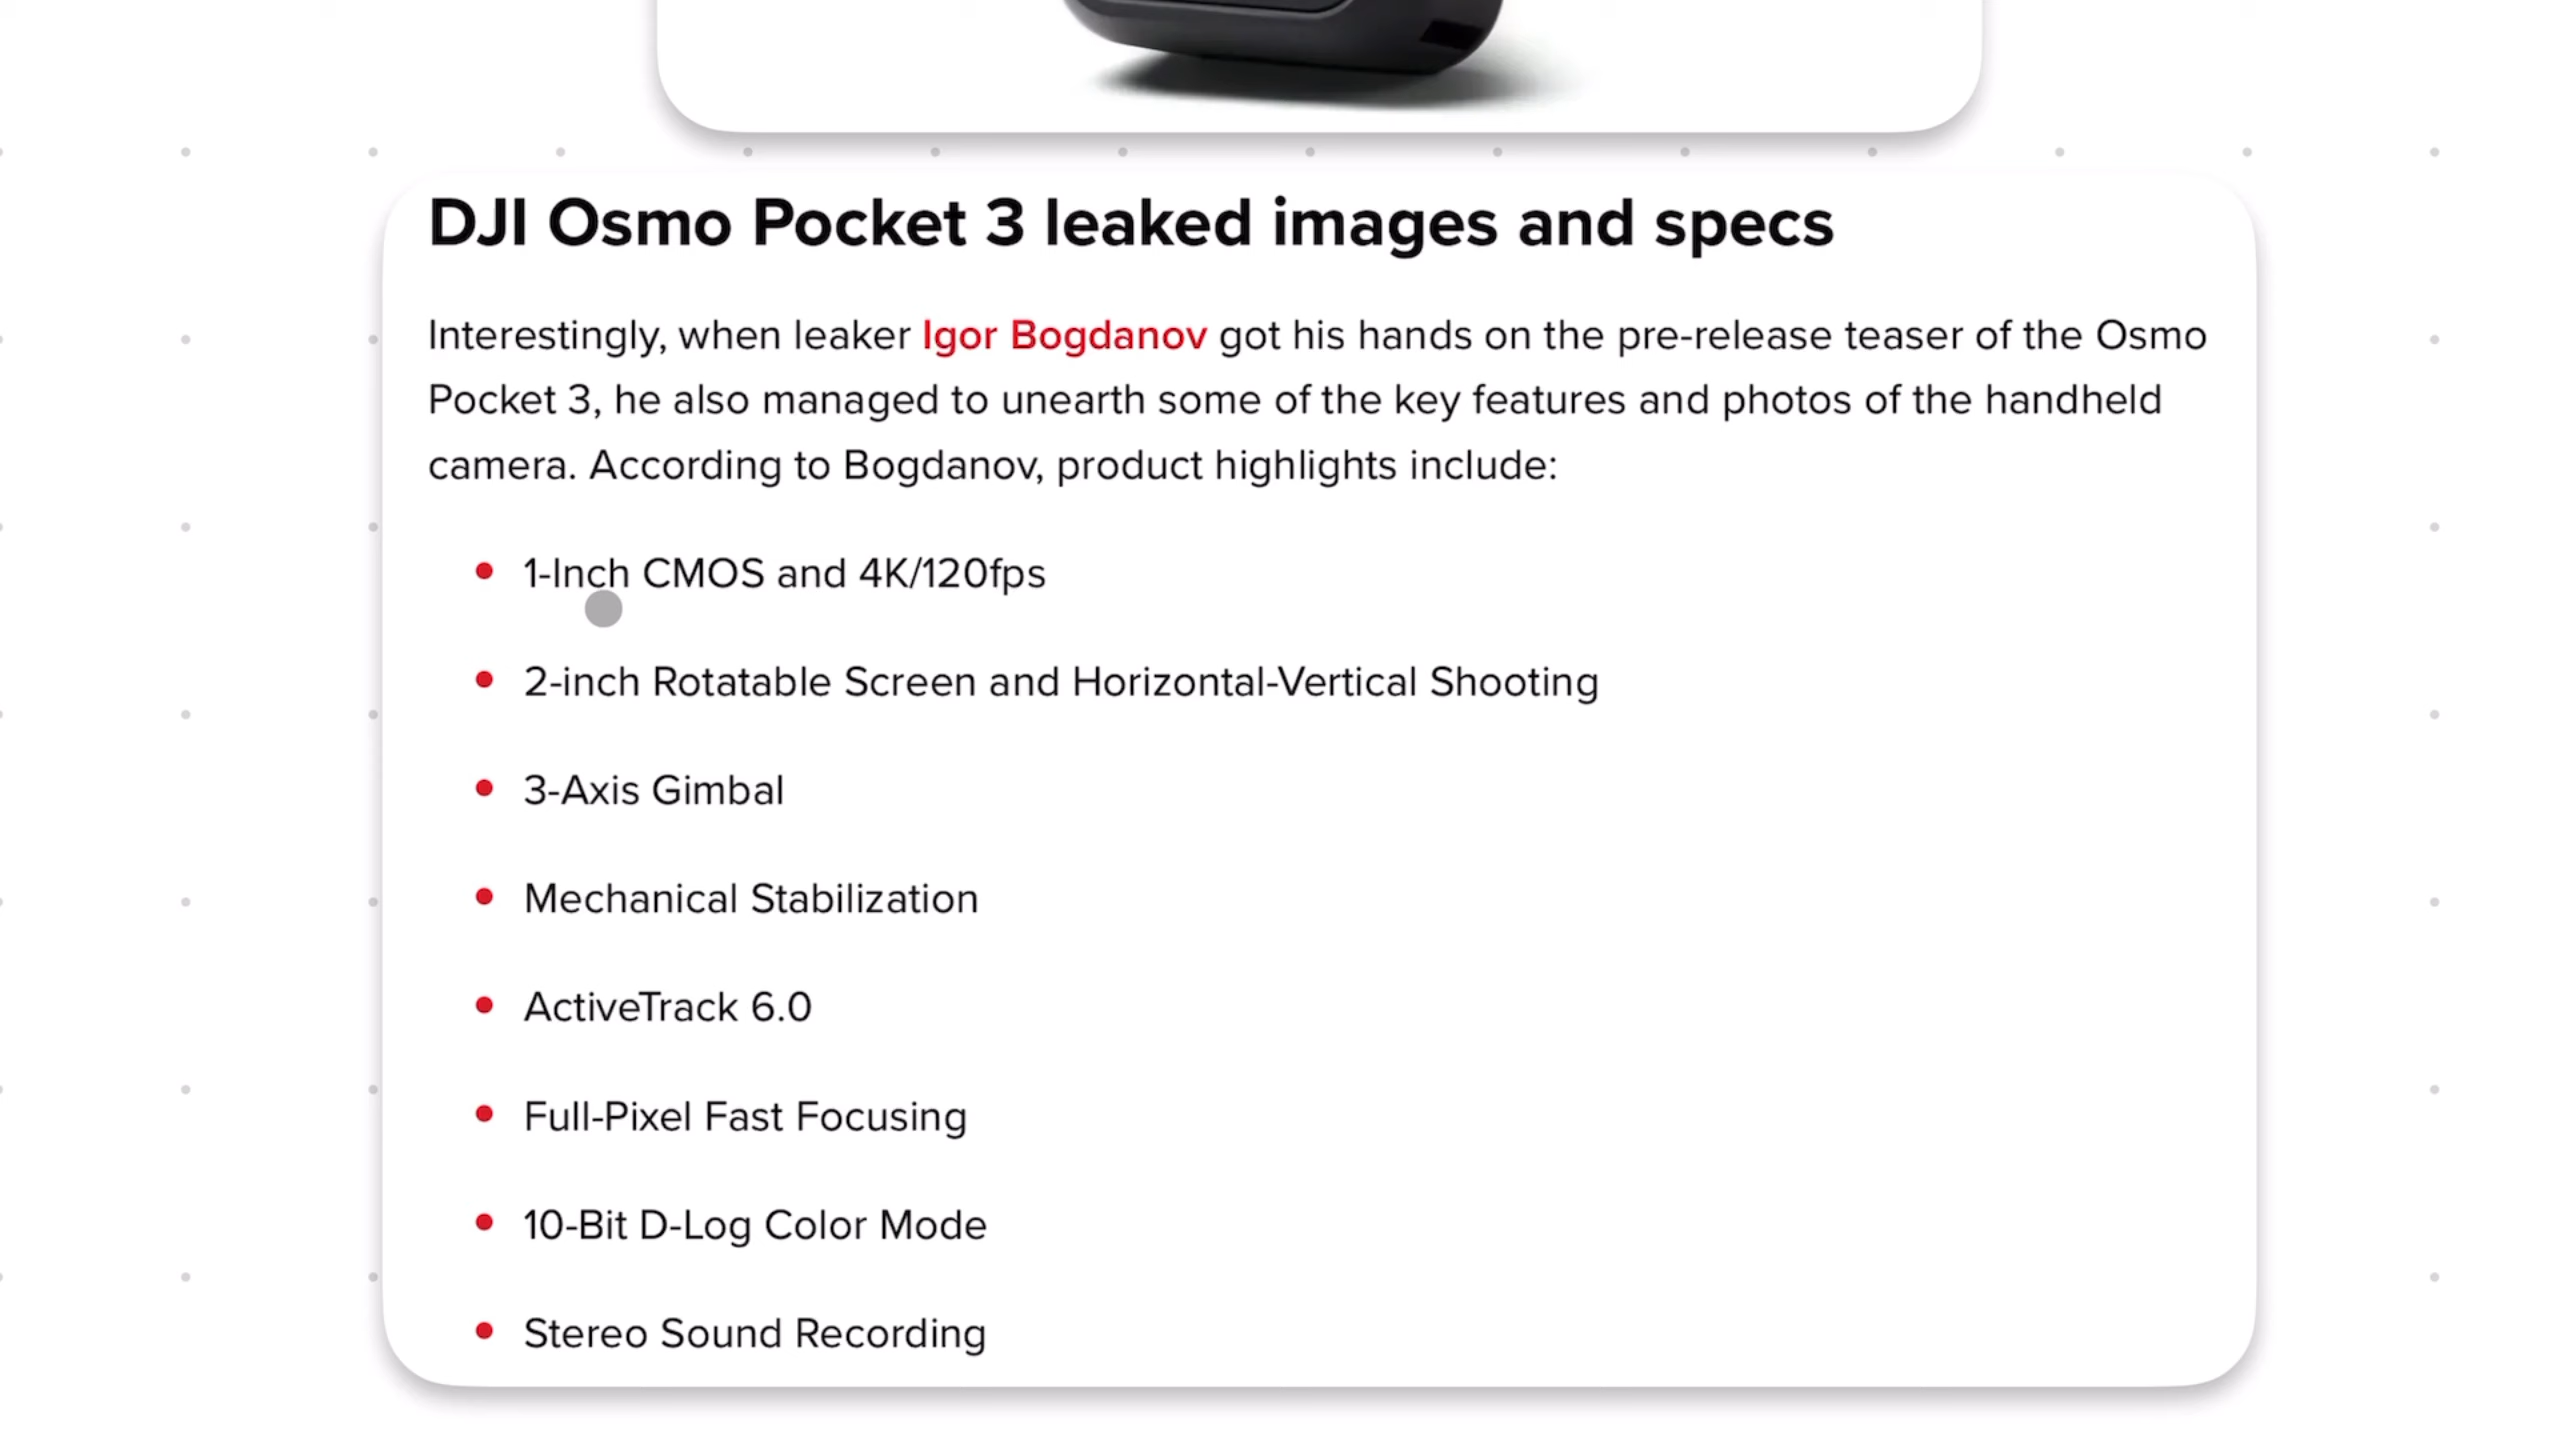 DJI Osmo Pocket 3 leaked images and specs
Interestingly, when leaker Igor Bogdanov got his hands on the pre-release teaser of the Osmo
Pocket 3, he also managed to unearth some of the key features and photos of the handheld
camera. According to Bogdanov, product highlights include:
1-Inch CMOS and 4K/120fps
2-inch Rotatable Screen and Horizontal-Vertical Shooting
3-Axis Gimbal
Mechanical Stabilization
ActiveTrack 6.0
Full-Pixel Fast Focusing
10-Bit D-Log Color Mode
Stereo Sound Recording